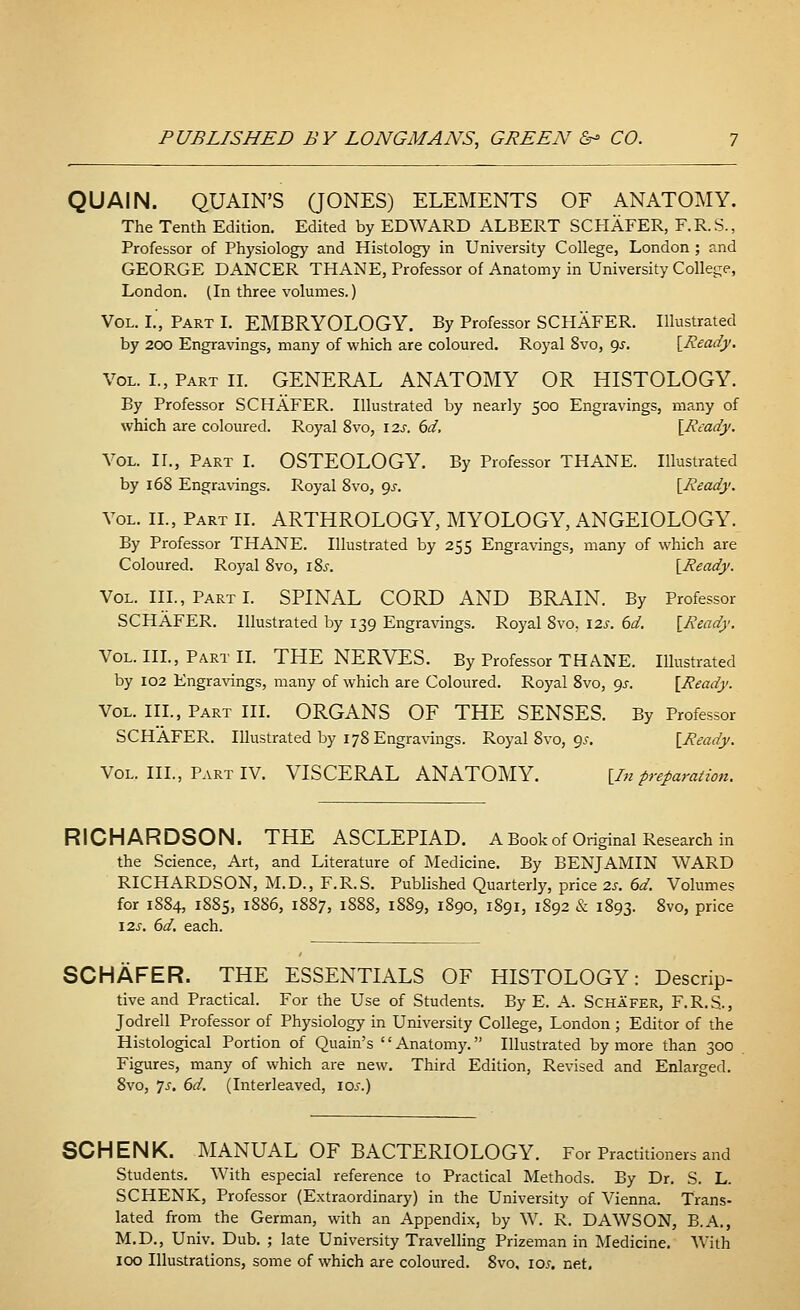 PUBLISHED BY LONGMANS, GREEN & CO. 7
QUAIN. QUAIN'S (JONES) ELEMENTS OF ANATOMY.
The Tenth Edition. Edited by EDWARD ALBERT SCHÄFER, F.R.S.,
Professor of Physiology and Histology in University College, London ; and
GEORGE DANCER THANE, Professor of Anatomy in University College,
London. (In three volumes.)
VOL. I., PART I. EMBRYOLOGY. By Professor SCHÄFER. Illustrated
by 200 Engravings, many of which are coloured. Royal 8vo, 9s. [Ready.
VOL. I., PART II. GENERAL ANATOMY OR HISTOLOGY.
By Professor SCHÄFER. Illustrated by nearly 500 Engravings, many of
which are coloured. Royal 8vo, 12s. 6d. [Ready.
VOL. II., PART I. OSTEOLOGY. By Professor THANE. Illustrated
by 168 Engravings. Royal 8vo, 9s. [Ready.
VOL. II., PART II. ARTHROLOGY, MYOLOGY, ANGEIOLOGY.
By Professor THANE. Illustrated by 255 Engravings, many of which are
Coloured. Royal 8vo, 18s. [Ready.
VOL. III., PART I. SPINAL CORD AND BRAIN. By Professor
SCHÄFER. Illustrated by 139 Engravings. Royal 8vo, 12s. 6d. [Ready.
VOL. III., PART II. THE NERVES. By Professor THANE. Illustrated
by 102 Engravings, many of which are Coloured. Royal 8vo, 9s. [Ready.
VOL. III., PART III. ORGANS OF THE SENSES. By Professor
SCHÄFER. Illustrated by 178 Engravings. Royal 8vo, 9s. [Ready.
VOL. III., PART IV. VISCERAL ANATOMY. [In preparation.
RICHARDSON. THE ASCLEPIAD. A Book of Original Research in
the Science, Art, and Literature of Medicine. By BENJAMIN WARD
RICHARDSON, M.D., F.R.S. Published Quarterly, price 2s. 6d. Volumes
for 1884, 1885, 1886, 1887, 1888, 1889, 1890, 1891, 1892 & 1893. 8vo, price
12s. 6d. each.
SCHÄFER. THE ESSENTIALS OF HISTOLOGY: Descrip-
tive and Practical. For the Use of Students. By E. A. SCHÄFER, F.R.S.,
Jodrell Professor of Physiology in University College, London ; Editor of the
Histological Portion of Quain's "Anatomy." Illustrated by more than 300
Figures, many of which are new. Third Edition, Revised and Enlarged.
8vo, 7s. 6d. (Interleaved, 10s.)
SCHENK. MANUAL OF BACTERIOLOGY. For Practitioners and
Students. With especial reference to Practical Methods. By Dr. S. L.
SCHENK, Professor (Extraordinary) in the University of Vienna. Trans-
lated from the German, with an Appendix, by W. R. DAWSON, B.A.,
M.D., Univ. Dub. ; late University Travelling Prizeman in Medicine. With
100 Illustrations, some of which are coloured. 8vo, 10s. net.